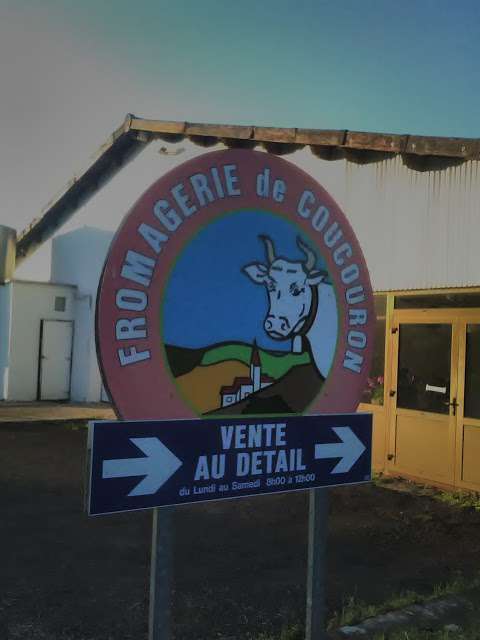 FROMAGERIE de COUCOURON
VENTE
AU DETAIL
du Lundi au Samedi 8h00 à 12h00